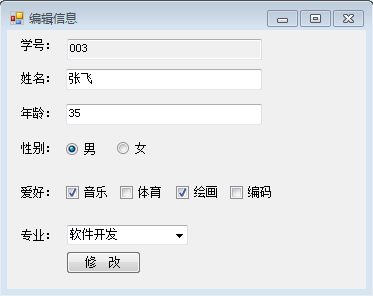 编辑信息
学号： 003
姓名： 张飞
年龄： 35
性别： 男 女
爱好： 音乐 体育 绘画 编码
专业： 软件开发
修 改